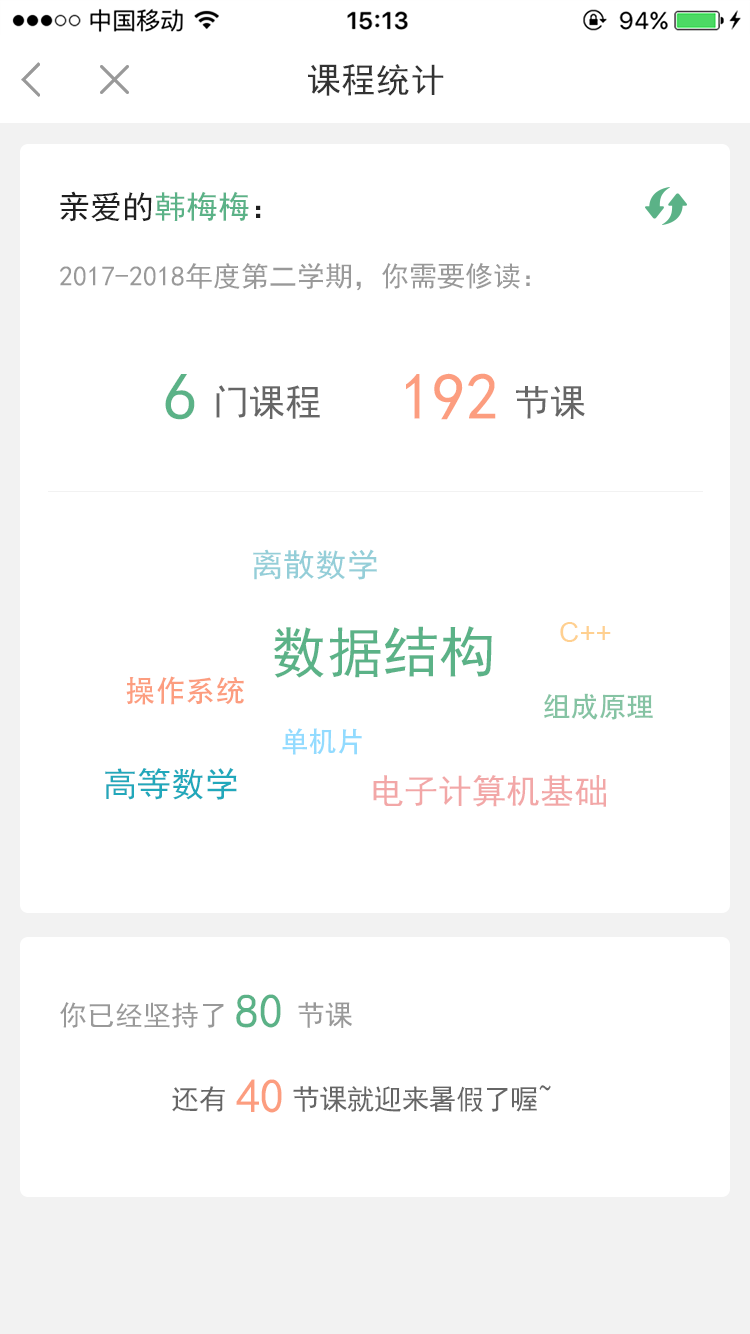 中国移动 15:13 94%
课程统计
亲爱的韩梅梅：
2017-2018年度第二学期，你需要修读：
6 门课程 192 节课
离散数学
数据结构 C++
操作系统 组成原理
单机片
高等数学 电子计算机基础
你已经坚持了 80 节课
还有 40 节课就迎来暑假了喔~